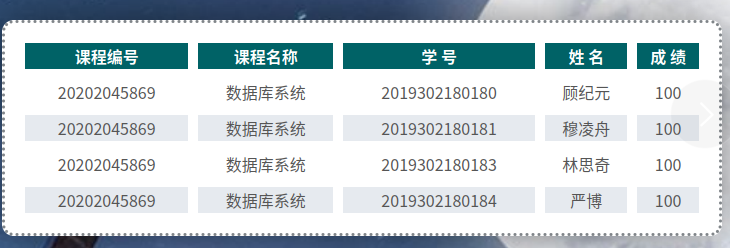 课程编号 课程名称 学 号 姓 名 成 绩
20202045869 数据库系统 2019302180180 顾纪元 100
20202045869 数据库系统 2019302180181 穆凌舟 100
20202045869 数据库系统 2019302180183 林思奇 100
20202045869 数据库系统 2019302180184 严博 100